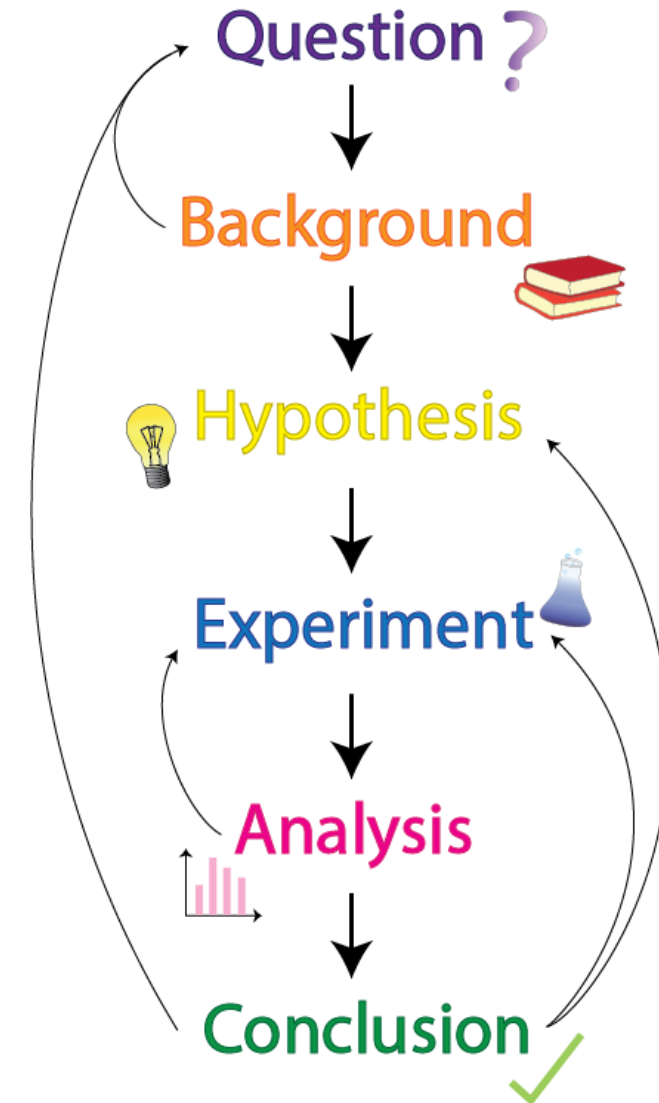 Question ?
Background
Hypothesis
Experiment
Analysis
Conclusion